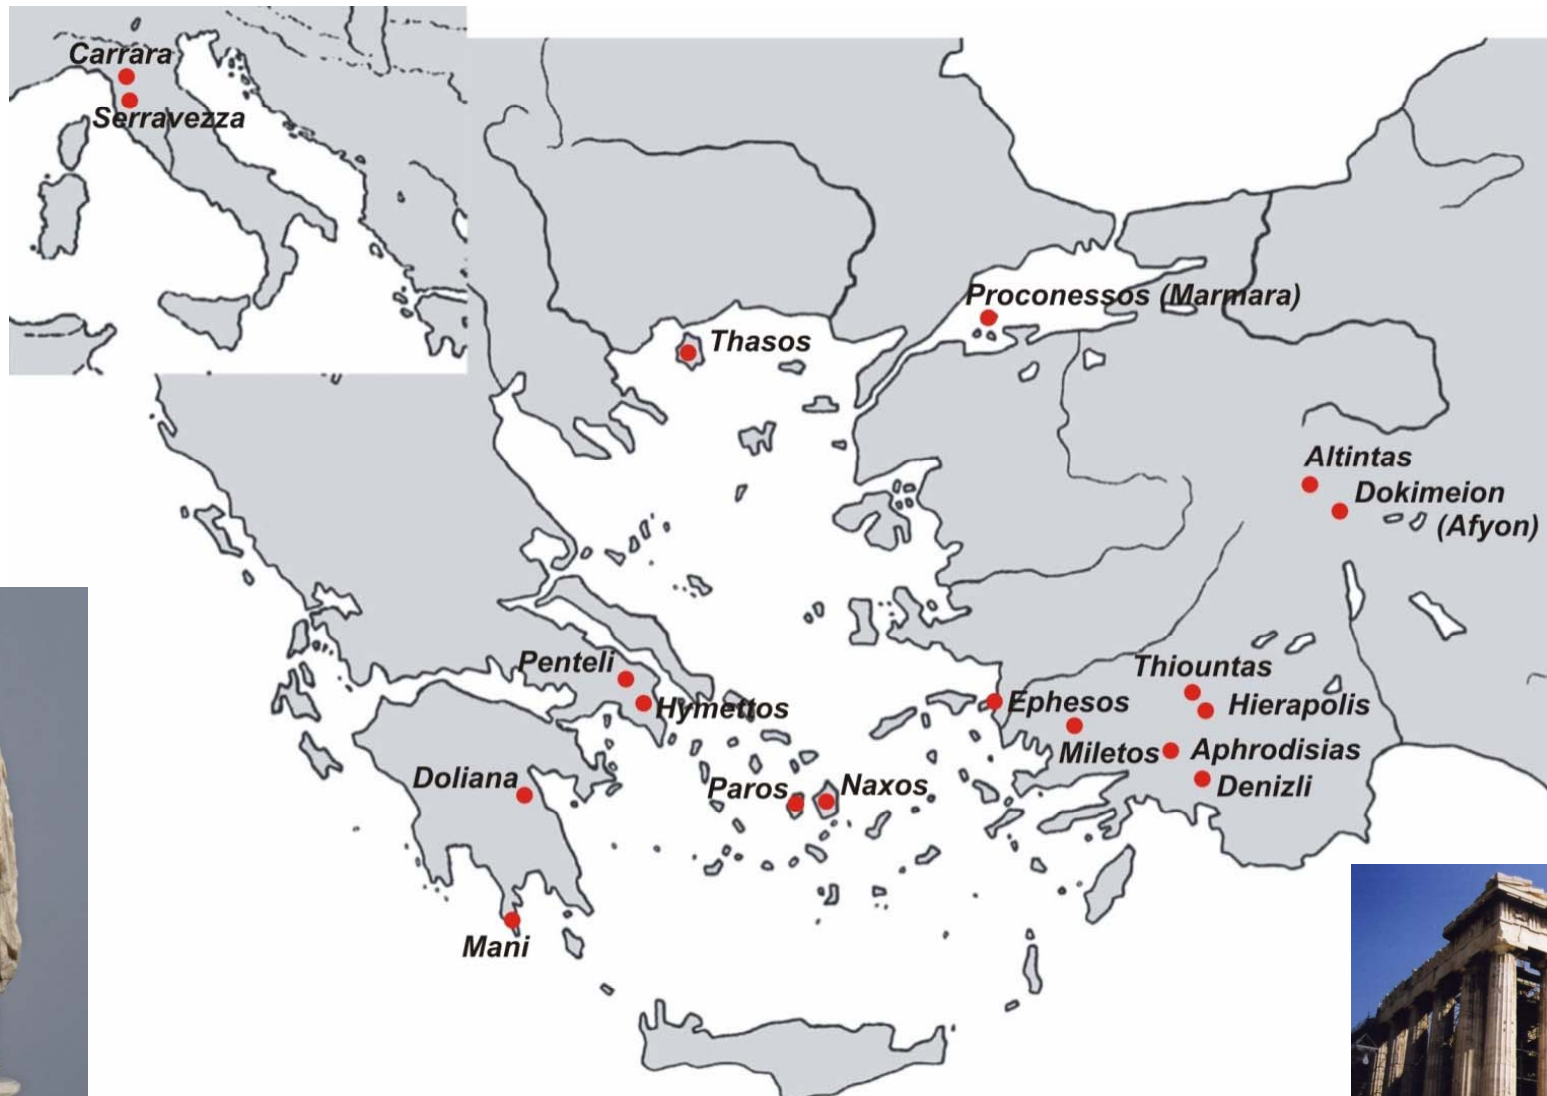 Carrara
Serravezza
Proconessos (Marmara)
Thasos
Altintas
Dokimeion
(Afyon)
Penteli
Thiountas
Hymettos
Ephesos
Hierapolis
Miletos
Aphrodisias
Doliana
Paros
Naxos
Denizli
Mani